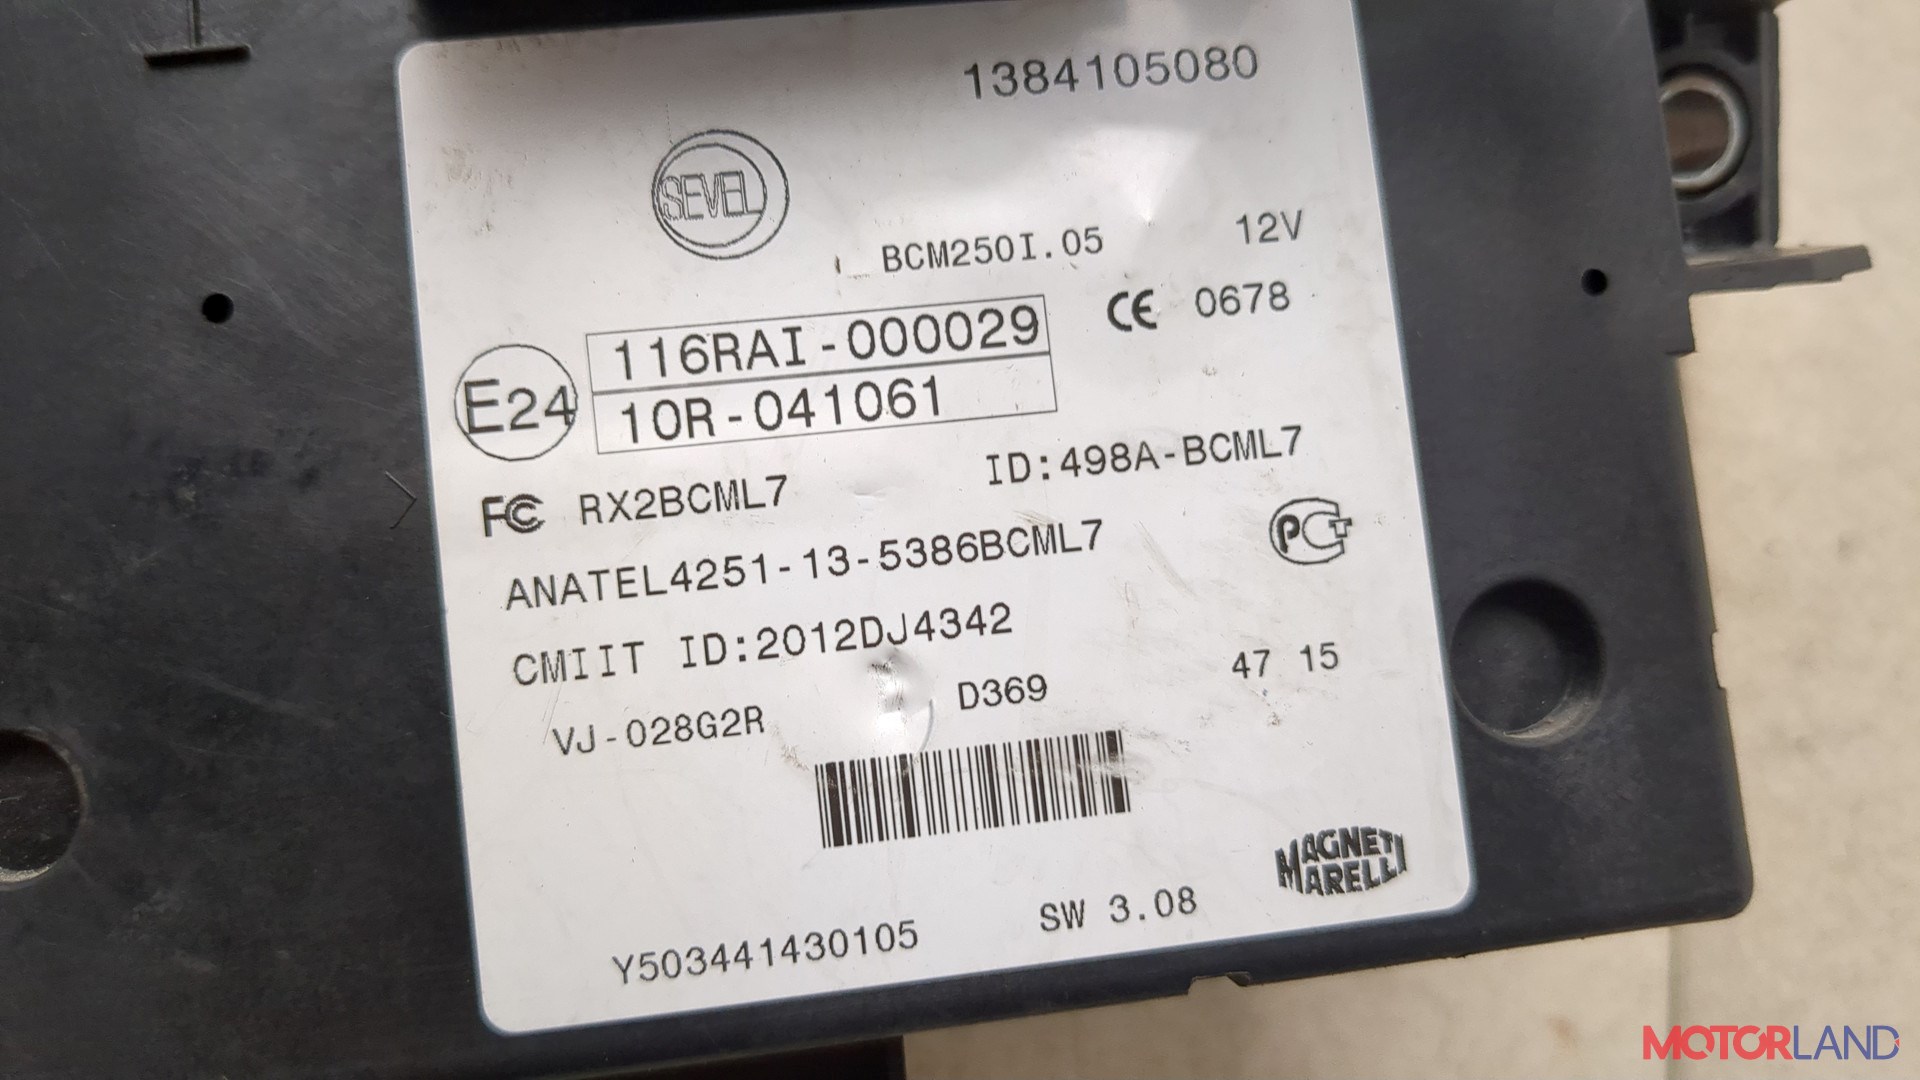 1384105080
SEVEL
BCM250I.05 12V
CE 0678
E24 116RAI-000029
10R-041061
FC RX2BCML7 ID:498A-BCML7
ANATEL4251-13-5386BCML7
PCT
CMIIT ID:2012DJ4342
VJ-028G2R D369 47 15
MAGNETI
MARELLI
Y503441430105 SW 3.08
MOTORLAND